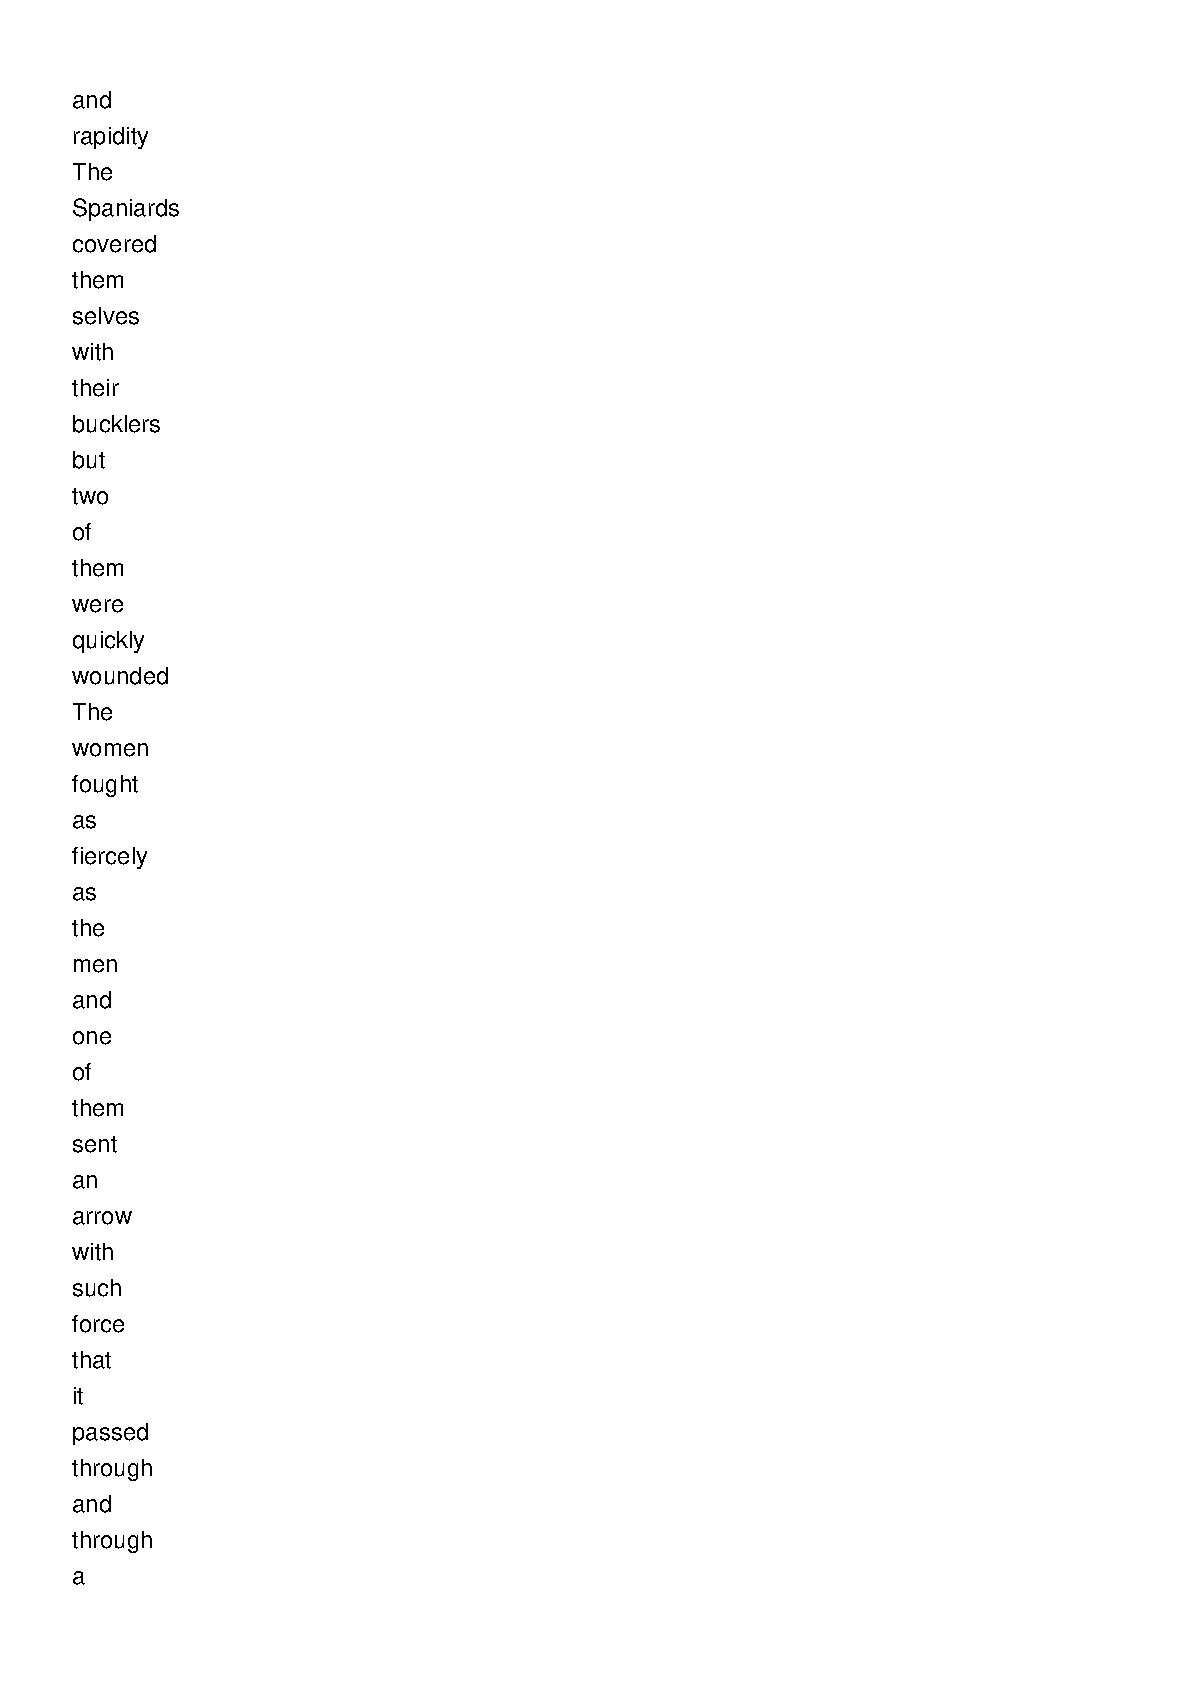 and
rapidity
The
Spaniards
covered
them
selves
with
their
bucklers
but
two
of
them
were
quickly
wounded
The
women
fought
as
fiercely
as
the
men
and
one
of
them
sent
an
arrow
with
such
force
that
it
passed
through
and
through
a